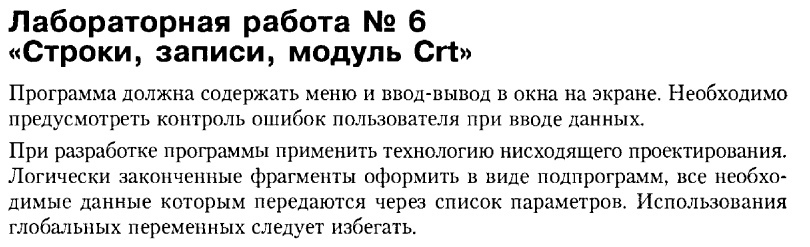 Лабораторная работа № 6
«Строки, записи, модуль Crt»
Программа должна содержать меню и ввод-вывод в окна на экране. Необходимо
предусмотреть контроль ошибок пользователя при вводе данных.
При разработке программы применить технологию нисходящего проектирования.
Логически законченные фрагменты оформить в виде подпрограмм, все необхо-
димые данные которым передаются через список параметров. Использования
глобальных переменных следует избегать.